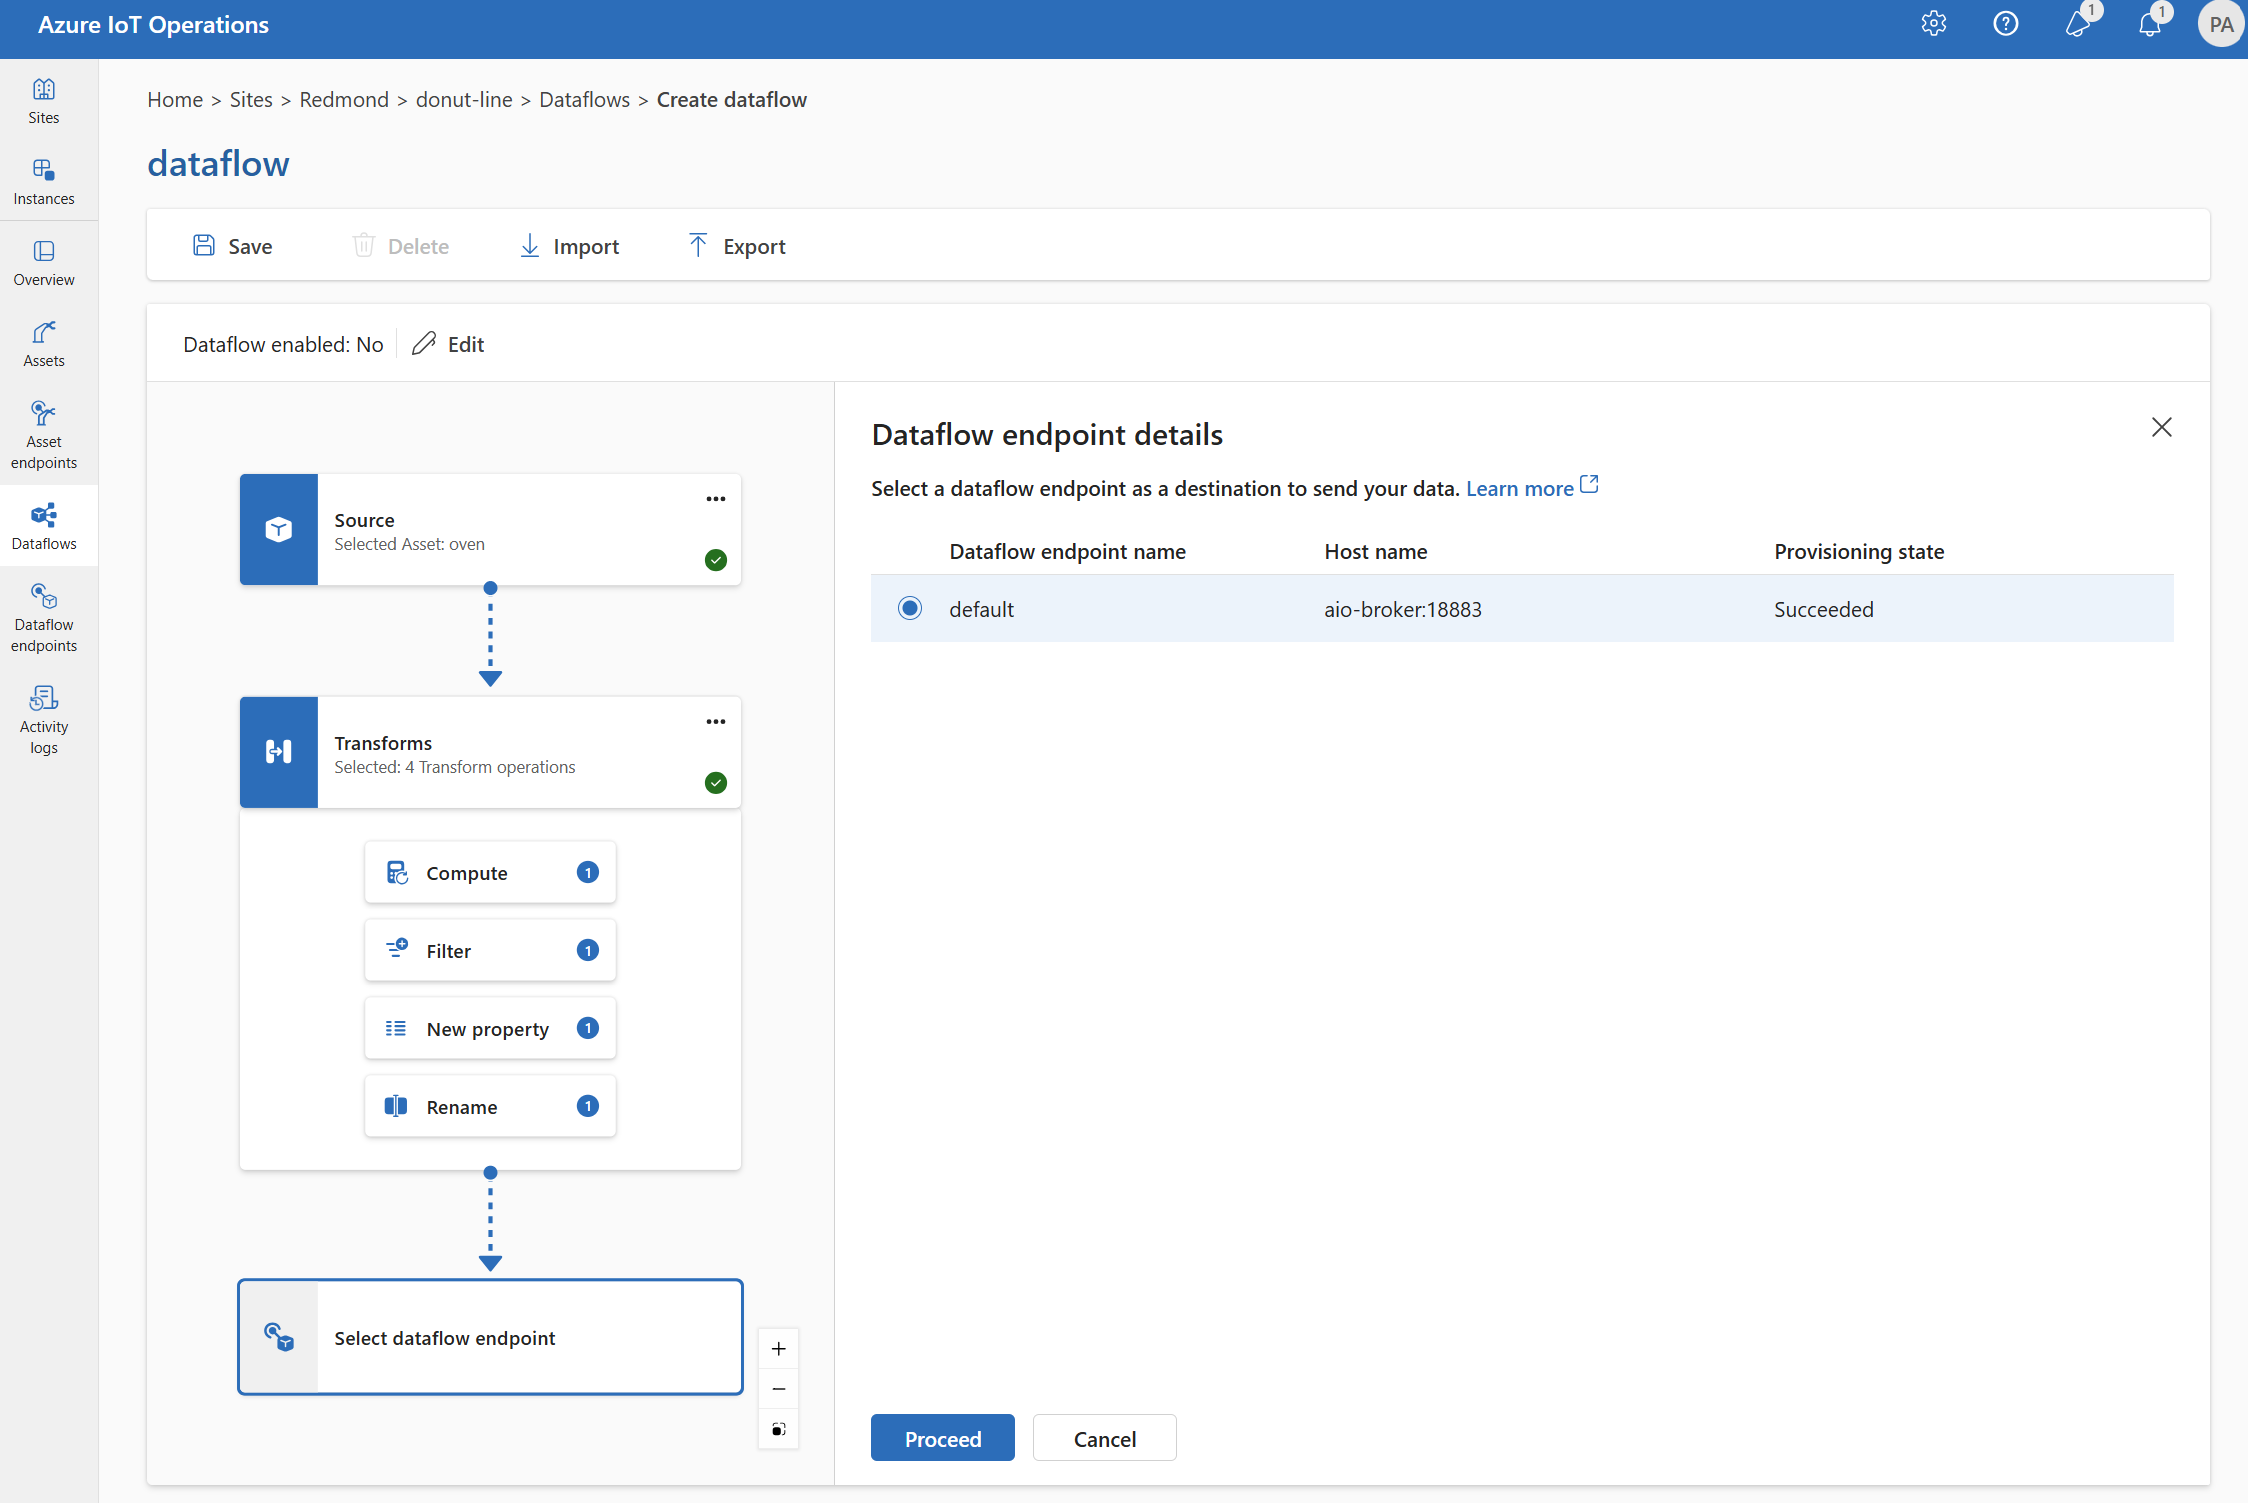 Azure IoT Operations
1
1
PA
Sites
Instances
Overview
Assets
Asset
endpoints
Dataflows
Dataflow
endpoints
Activity
logs
Home > Sites > Redmond > donut-line > Dataflows > Create dataflow
dataflow
Save
Delete
Import
Export
Dataflow enabled: No
Edit
Source
Selected Asset: oven
Transforms
Selected: 4 Transform operations
Compute 1
Filter 1
New property 1
Rename 1
Select dataflow endpoint
Dataflow endpoint details
Select a dataflow endpoint as a destination to send your data. Learn more
Dataflow endpoint name Host name Provisioning state
default aio-broker:18883 Succeeded
Proceed
Cancel